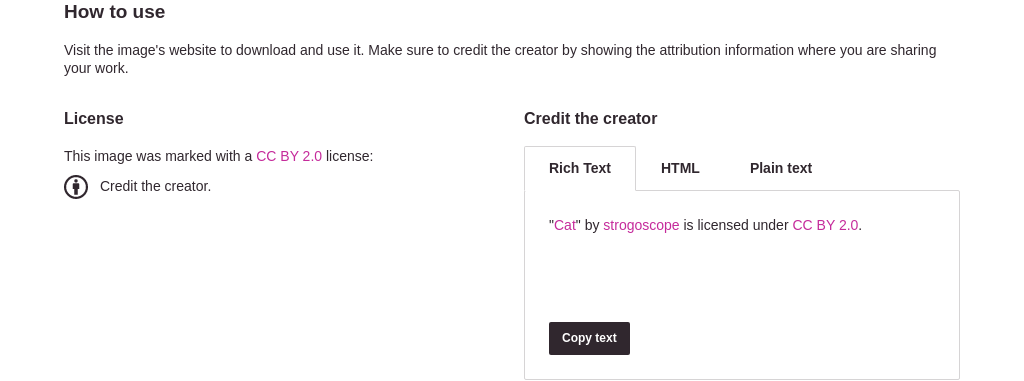 How to use
Visit the image's website to download and use it. Make sure to credit the creator by showing the attribution information where you are sharing
your work.
License
This image was marked with a CC BY 2.0 license:
Credit the creator.
Credit the creator
Rich Text
HTML
Plain text
"Cat" by strogoscope is licensed under CC BY 2.0.
Copy text